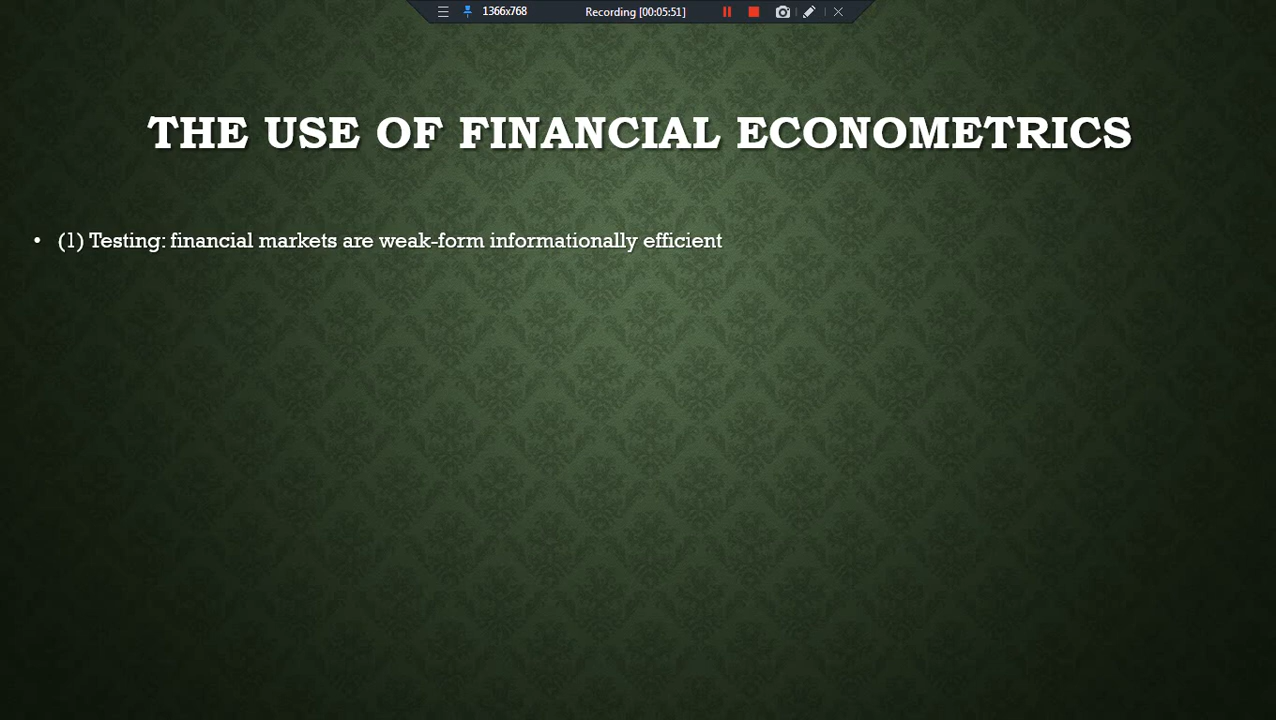 1366x768 Recording [00:05:51]
THE USE OF FINANCIAL ECONOMETRICS
• (1) Testing: financial markets are weak-form informationally efficient